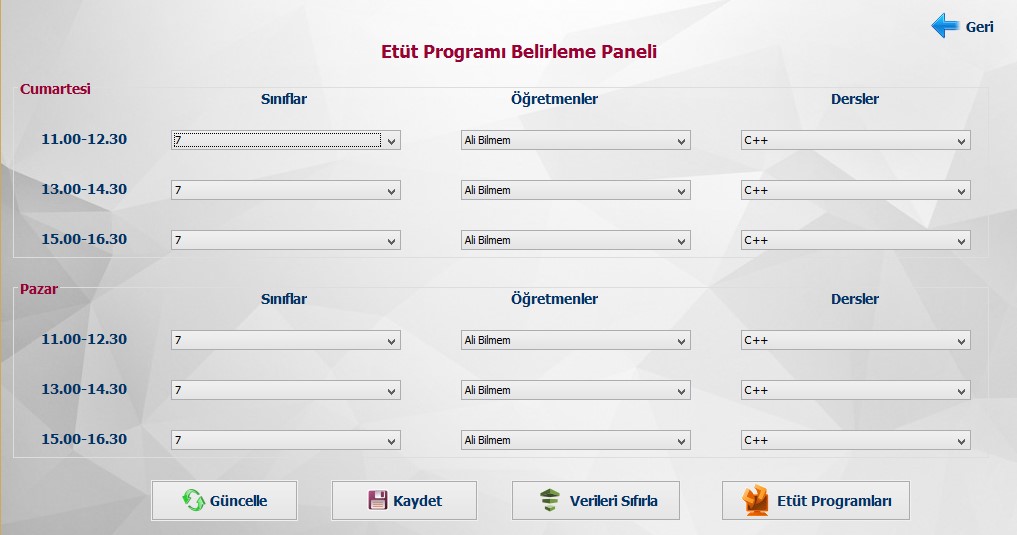 Geri
Etüt Programı Belirleme Paneli
Cumartesi
Sınıflar Öğretmenler Dersler
11.00-12.30 7 Ali Bilmem C++
13.00-14.30 7 Ali Bilmem C++
15.00-16.30 7 Ali Bilmem C++
Pazar
Sınıflar Öğretmenler Dersler
11.00-12.30 7 Ali Bilmem C++
13.00-14.30 7 Ali Bilmem C++
15.00-16.30 7 Ali Bilmem C++
Güncelle Kaydet Verileri Sıfırla Etüt Programları